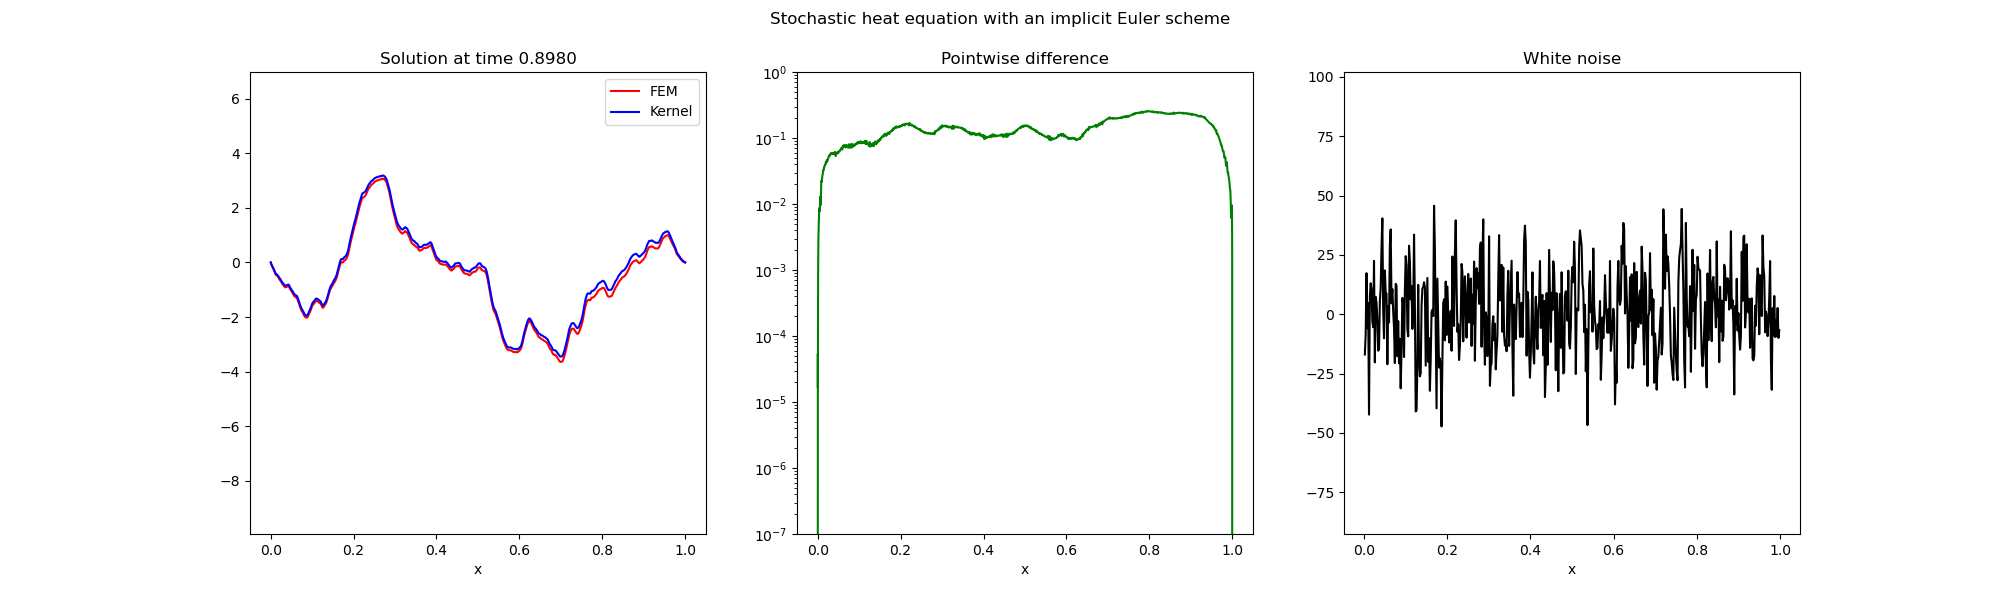 Stochastic heat equation with an implicit Euler scheme
Solution at time 0.8980
FEM
Kernel
6
4
2
0
−2
−4
−6
−8
0.0 0.2 0.4 0.6 0.8 1.0
x
Pointwise difference
10^0
10^−1
10^−2
10^−3
10^−4
10^−5
10^−6
10^−7
0.0 0.2 0.4 0.6 0.8 1.0
x
White noise
100
75
50
25
0
−25
−50
−75
0.0 0.2 0.4 0.6 0.8 1.0
x